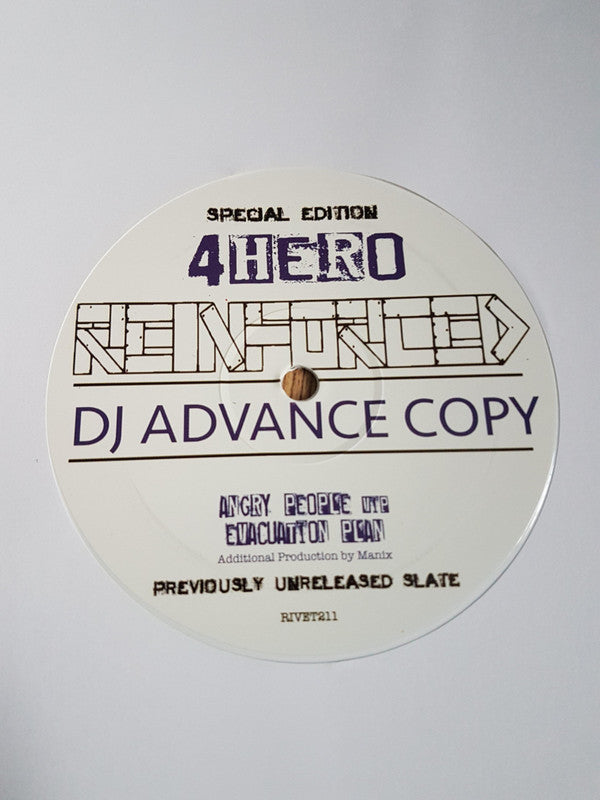 SPECIAL EDITION
4HERO
REINFORCED
DJ ADVANCE COPY
ANGRY PEOPLE VIP
EVACUATION PLAN
Additional Production by Manix
PREVIOUSLY UNRELEASED SLATE
RIVET211